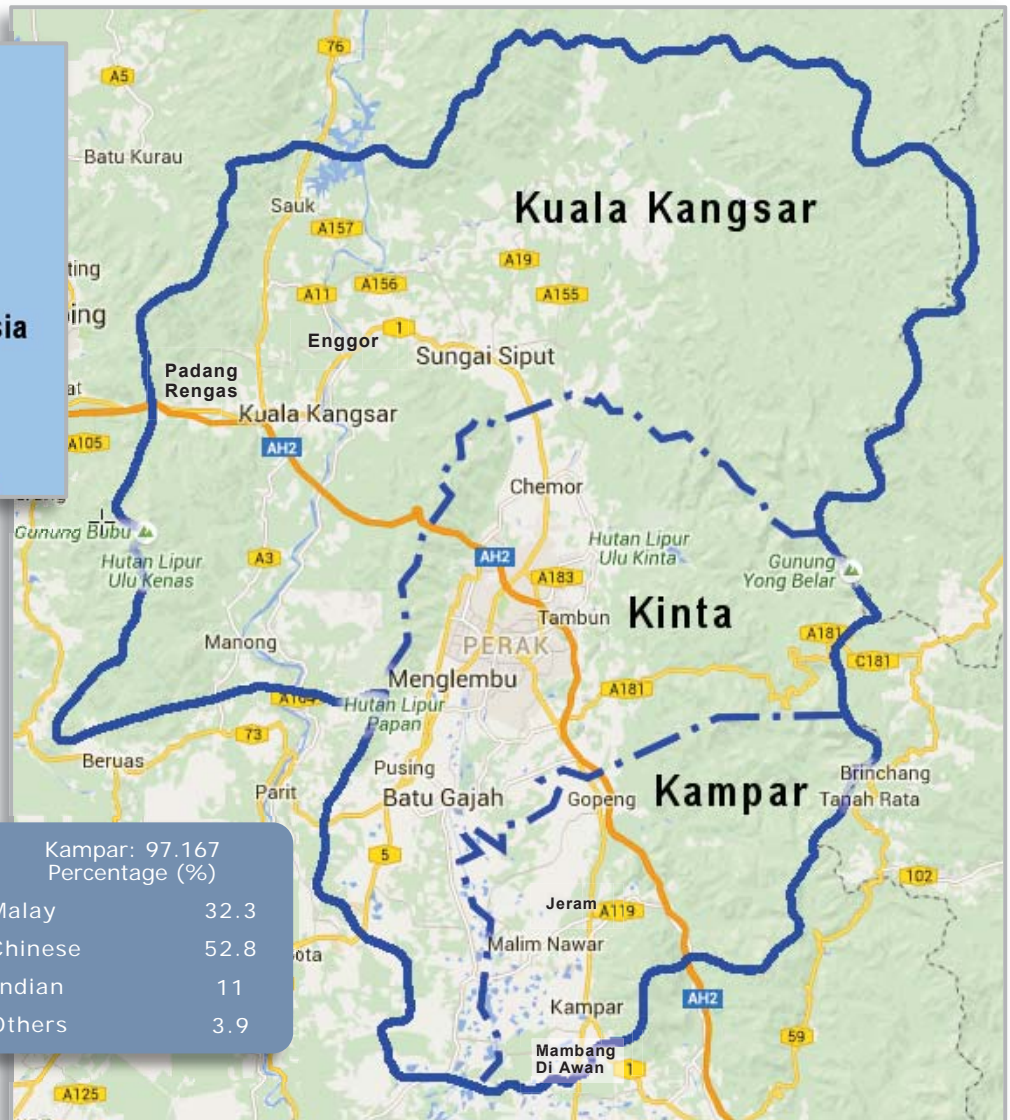 76
A5
Batu Kurau
Sauk
Kuala Kangsar
A157
A19
ting
A156
A11
A155
ing
sia
1
Enggor
Sungai Siput
Padang
Rengas
at
Kuala Kangsar
A105
AH2
Chemor
Gunung Bubu
Hutan Lipur
Ulu Kenas
A3
AH2
Hutan Lipur
Ulu Kinta
Gunung
Yong Belar
A183
Tambun
Kinta
Manong
PERAK
A181
C181
Menglembu
A181
Hutan Lipur
Papan
73
Beruas
Pusing
Brinchang
Parit
Batu Gajah
Gopeng
Kampar
Tanah Rata
Kampar: 97.167
Percentage (%)
Malay 32.3
Chinese 52.8
Indian 11
Others 3.9
5
102
Jeram
A119
Malim Nawar
ota
Kampar
AH2
59
Mambang
Di Awan
1
A125